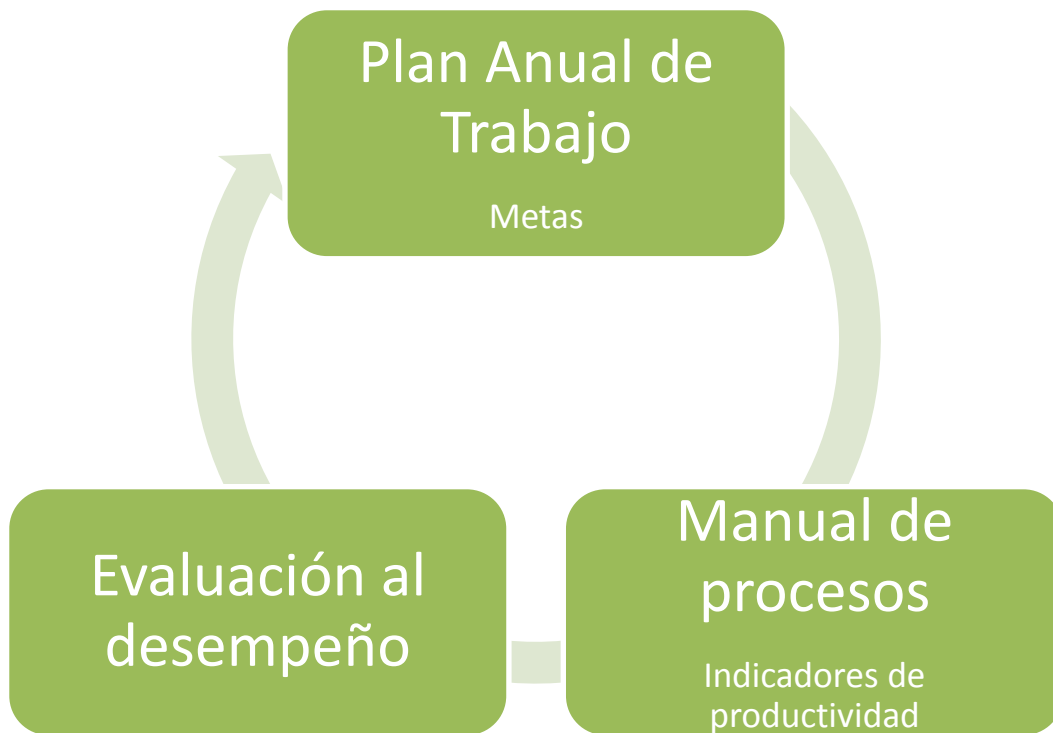 Plan Anual de
Trabajo
Metas
Manual de
procesos
Indicadores de
productividad
Evaluación al
desempeño